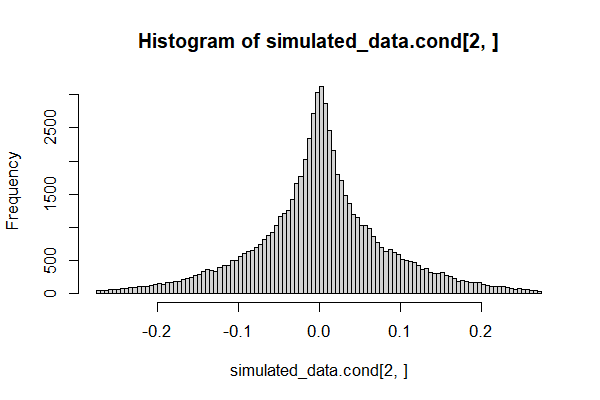 Histogram of simulated_data.cond[2, ]
Frequency
2500
1500
500
0
-0.2 -0.1 0.0 0.1 0.2
simulated_data.cond[2, ]